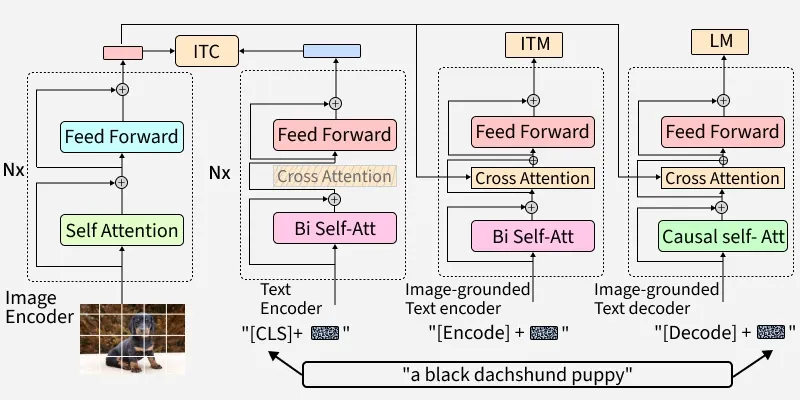 ITC
ITM
LM
Feed Forward
Feed Forward
Feed Forward
Feed Forward
Nx
Nx
Cross Attention
Cross Attention
Cross Attention
Self Attention
Bi Self-Att
Bi Self-Att
Causal self- Att
Image
Encoder
Text
Encoder
Image-grounded
Text encoder
Image-grounded
Text decoder
"[CLS]+ "
"[Encode] + "
"[Decode] + "
"a black dachshund puppy"